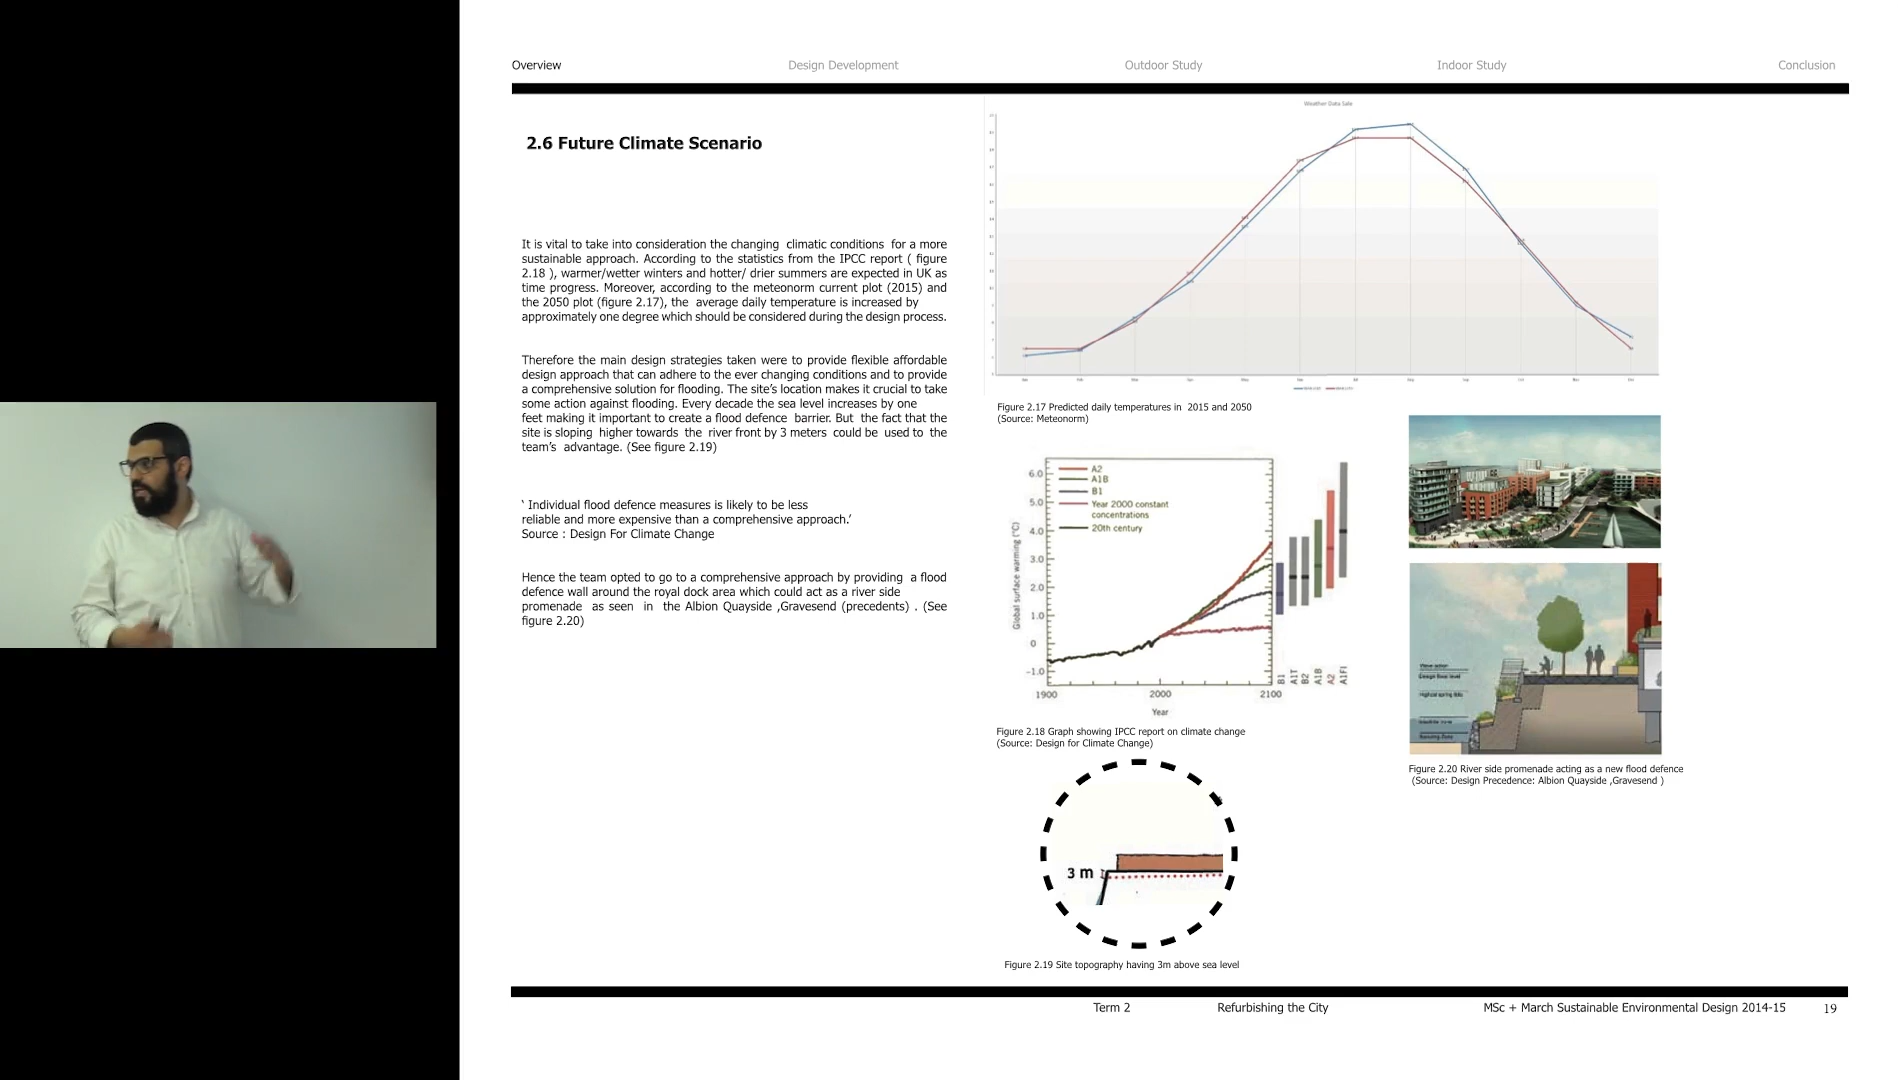 Overview Design Development Outdoor Study Indoor Study Conclusion
2.6 Future Climate Scenario
It is vital to take into consideration the changing climatic conditions for a more
sustainable approach. According to the statistics from the IPCC report ( figure
2.18 ), warmer/wetter winters and hotter/ drier summers are expected in UK as
time progress. Moreover, according to the meteonorm current plot (2015) and
the 2050 plot (figure 2.17), the average daily temperature is increased by
approximately one degree which should be considered during the design process.
Therefore the main design strategies taken were to provide flexible affordable
design approach that can adhere to the ever changing conditions and to provide
a comprehensive solution for flooding. The site's location makes it crucial to take
some action against flooding. Every decade the sea level increases by one
feet making it important to create a flood defence barrier. But the fact that the
site is sloping higher towards the river front by 3 meters could be used to the
team's advantage. (See figure 2.19)
‘ Individual flood defence measures is likely to be less
reliable and more expensive than a comprehensive approach.’
Source : Design For Climate Change
Hence the team opted to go to a comprehensive approach by providing a flood
defence wall around the royal dock area which could act as a river side
promenade as seen in the Albion Quayside ,Gravesend (precedents) . (See
figure 2.20)
Weather Data Sale
Figure 2.17 Predicted daily temperatures in 2015 and 2050
(Source: Meteonorm)
Global surface warming (°C)
6.0
5.0
4.0
3.0
2.0
1.0
0
-1.0
A2
A1B
B1
Year 2000 constant
concentrations
20th century
1900 2000 2100
Year
B1 A1T B2 A1B A2 A1FI
Figure 2.18 Graph showing IPCC report on climate change
(Source: Design for Climate Change)
3 m
Figure 2.19 Site topography having 3m above sea level
Wave action
Design flood level
Highest spring tide
Figure 2.20 River side promenade acting as a new flood defence
(Source: Design Precedence: Albion Quayside ,Gravesend )
Term 2 Refurbishing the City MSc + March Sustainable Environmental Design 2014-15 19